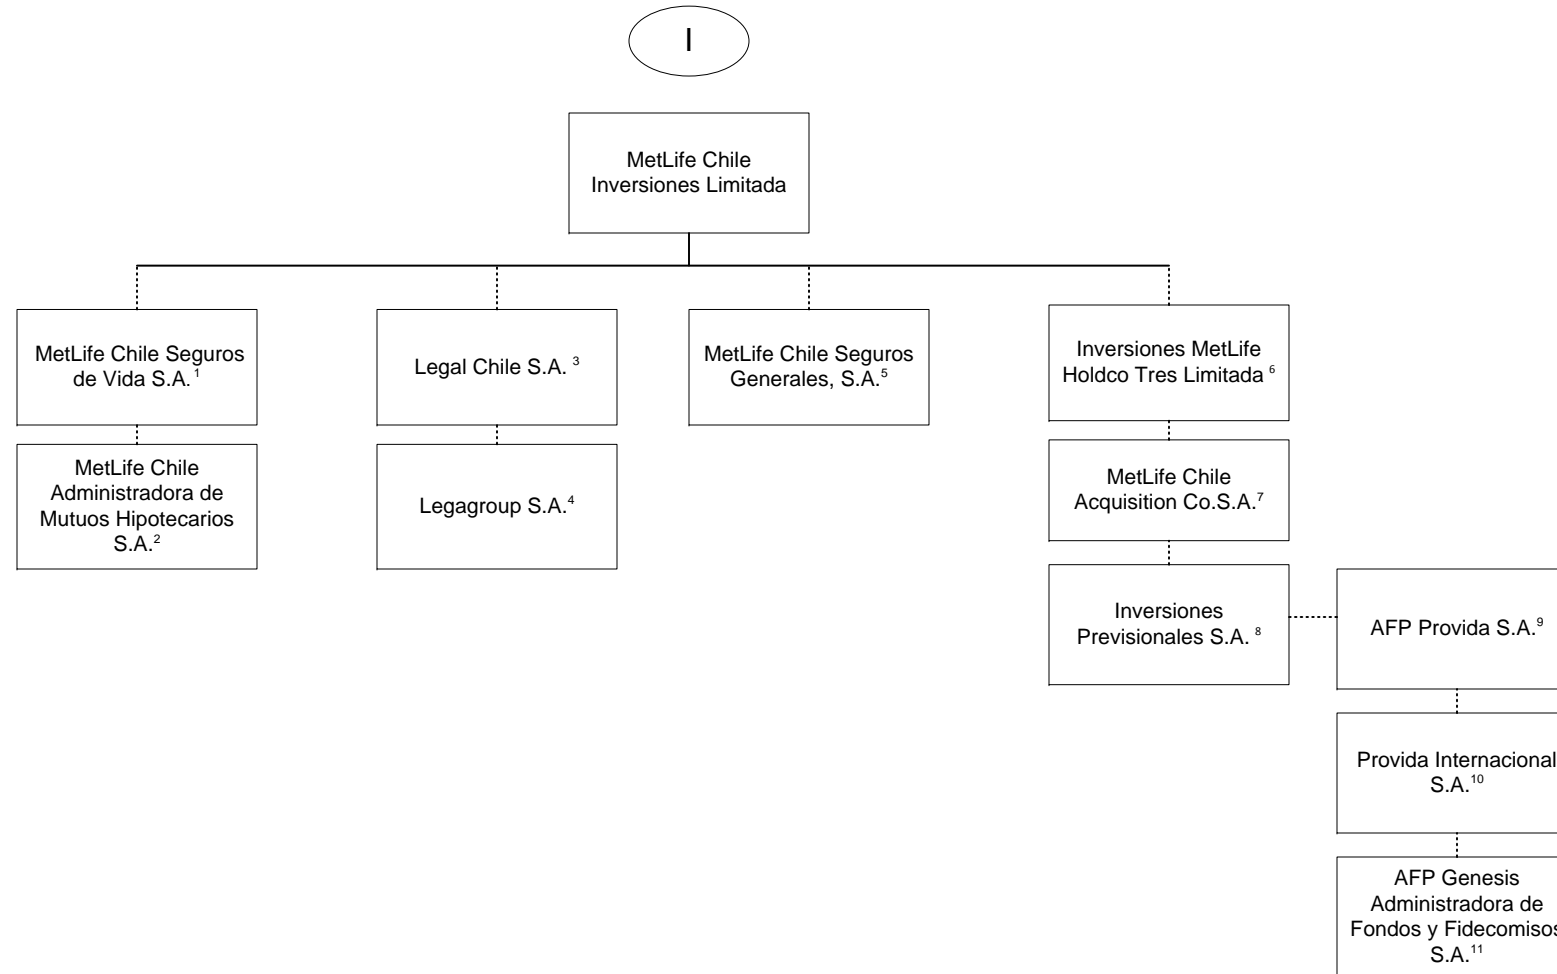 I
MetLife Chile
Inversiones Limitada
MetLife Chile Seguros
de Vida S.A. 1
Legal Chile S.A. 3
MetLife Chile Seguros
Generales, S.A.5
Inversiones MetLife
Holdco Tres Limitada 6
MetLife Chile
Administradora de
Mutuos Hipotecarios
S.A.2
Legagroup S.A.4
MetLife Chile
Acquisition Co.S.A.7
Inversiones
Previsionales S.A. 8
AFP Provida S.A.9
Provida Internacional
S.A.10
AFP Genesis
Administradora de
Fondos y Fidecomisos
S.A.11